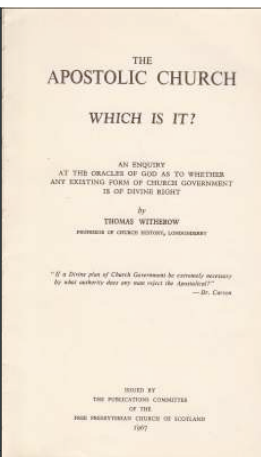 THE
APOSTOLIC CHURCH
WHICH IS IT?
AN ENQUIRY
AT THE ORACLES OF GOD AS TO WHETHER
ANY EXISTING FORM OF CHURCH GOVERNMENT
IS OF DIVINE RIGHT
by
THOMAS WITHEROW
PROFESSOR OF CHURCH HISTORY, LONDONDERRY
"If a Divine plan of Church Government be extremely necessary
by what authority does any man reject the Apostolical?"
—Dr. Carson
ISSUED BY
THE PUBLICATIONS COMMITTEE
OF THE
FREE PRESBYTERIAN CHURCH OF SCOTLAND
1967